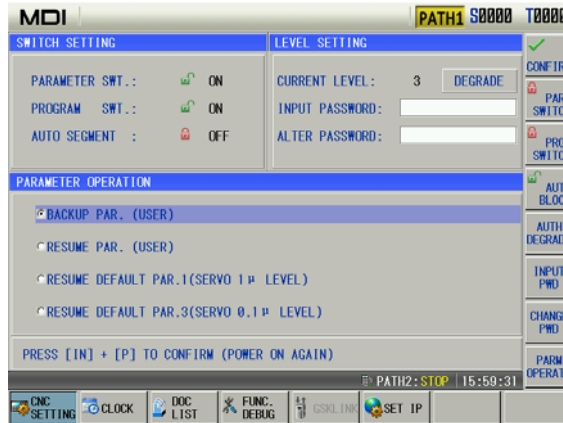 MDI
PATH1 S0000 T000
SWITCH SETTING
PARAMETER SWT.: ON
PROGRAM SWT.: ON
AUTO SEGMENT : OFF
LEVEL SETTING
CURRENT LEVEL: 3 DEGRADE
INPUT PASSWORD:
ALTER PASSWORD:
PARAMETER OPERATION
BACKUP PAR. (USER)
RESUME PAR. (USER)
RESUME DEFAULT PAR.1(SERVO 1μ LEVEL)
RESUME DEFAULT PAR.3(SERVO 0.1μ LEVEL)
PRESS [IN] + [P] TO CONFIRM (POWER ON AGAIN)
PATH2:STOP 15:59:31
CONFIR
PAR
SWITC
PRO
SWITC
AUT
BLOC
AUTH
DEGRAD
INPUT
PWD
CHANG
PWD
PARM
OPERAT
CNC
SETTING
CLOCK
DOC
LIST
FUNC.
DEBUG
GSKLINK
SET IP